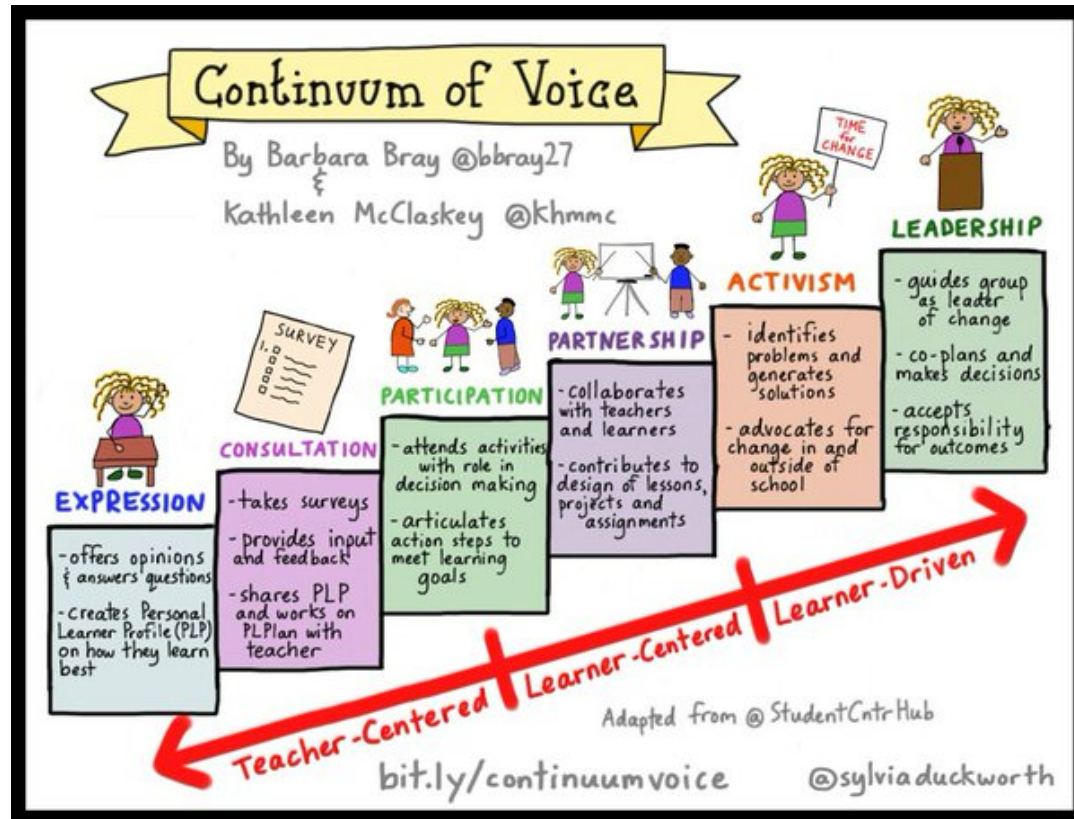 Continuum of Voice
By Barbara Bray @bbray27
&
Kathleen McClaskey @khmmc
EXPRESSION
- offers opinions
& answers questions
- creates Personal
Learner Profile (PLP)
on how they learn
best
SURVEY
1.
CONSULTATION
- takes surveys
- provides input
and feedback
- shares PLP
and works on
PLPlan with
teacher
PARTICIPATION
- attends activities
with role in
decision making
- articulates
action steps to
meet learning
goals
PARTNERSHIP
- collaborates
with teachers
and learners
- contributes to
design of lessons,
projects and
assignments
TIME
for
CHANGE
ACTIVISM
- identifies
problems and
generates
solutions
- advocates for
change in and
outside of
school
LEADERSHIP
- guides group
as leader
of change
- co-plans and
makes decisions
- accepts
responsibility
for outcomes
Teacher-Centered
Learner-Centered
Learner-Driven
Adapted from @StudentCntrHub
bit.ly/continuumvoice
@sylviaduckworth